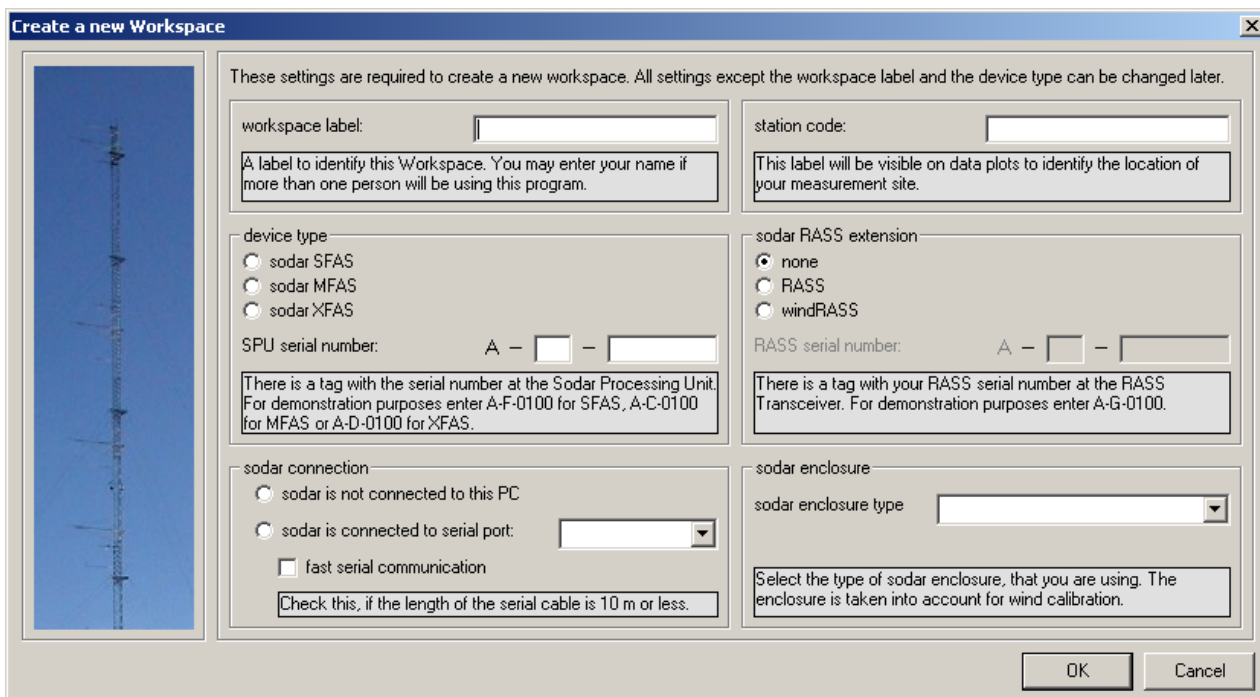 Create a new Workspace
These settings are required to create a new workspace. All settings except the workspace label and the device type can be changed later.
workspace label:
A label to identify this Workspace. You may enter your name if
more than one person will be using this program.
station code:
This label will be visible on data plots to identify the location of
your measurement site.
device type
sodar SFAS
sodar MFAS
sodar XFAS
SPU serial number: A – –
There is a tag with the serial number at the Sodar Processing Unit.
For demonstration purposes enter A-F-0100 for SFAS, A-C-0100
for MFAS or A-D-0100 for XFAS.
sodar RASS extension
none
RASS
windRASS
RASS serial number: A – –
There is a tag with your RASS serial number at the RASS
Transceiver. For demonstration purposes enter A-G-0100.
sodar connection
sodar is not connected to this PC
sodar is connected to serial port:
fast serial communication
Check this, if the length of the serial cable is 10 m or less.
sodar enclosure
sodar enclosure type
Select the type of sodar enclosure, that you are using. The
enclosure is taken into account for wind calibration.
OK Cancel